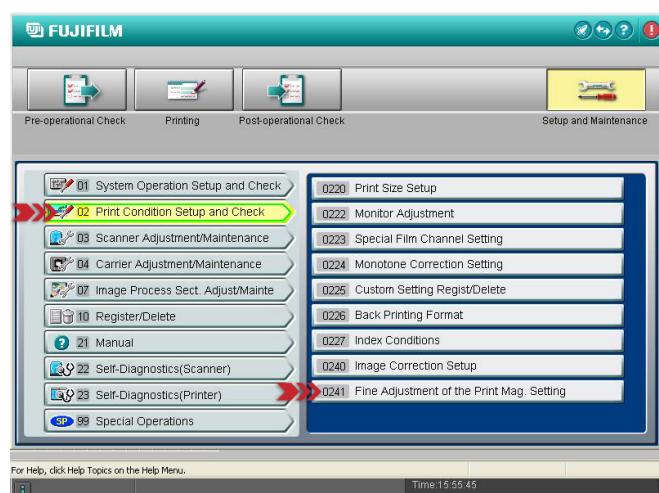 FUJIFILM
Pre-operational Check
Printing
Post-operational Check
Setup and Maintenance
01 System Operation Setup and Check
02 Print Condition Setup and Check
03 Scanner Adjustment/Maintenance
04 Carrier Adjustment/Maintenance
07 Image Process Sect. Adjust/Mainte
10 Register/Delete
21 Manual
22 Self-Diagnostics(Scanner)
23 Self-Diagnostics(Printer)
SP 99 Special Operations
0220 Print Size Setup
0222 Monitor Adjustment
0223 Special Film Channel Setting
0224 Monotone Correction Setting
0225 Custom Setting Regist/Delete
0226 Back Printing Format
0227 Index Conditions
0240 Image Correction Setup
0241 Fine Adjustment of the Print Mag. Setting
For Help, click Help Topics on the Help Menu.
Time:15:55:45